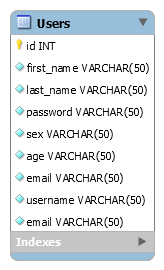 Users
id INT
first_name VARCHAR(50)
last_name VARCHAR(50)
password VARCHAR(50)
sex VARCHAR(50)
age VARCHAR(50)
email VARCHAR(50)
username VARCHAR(50)
email VARCHAR(50)
Indexes